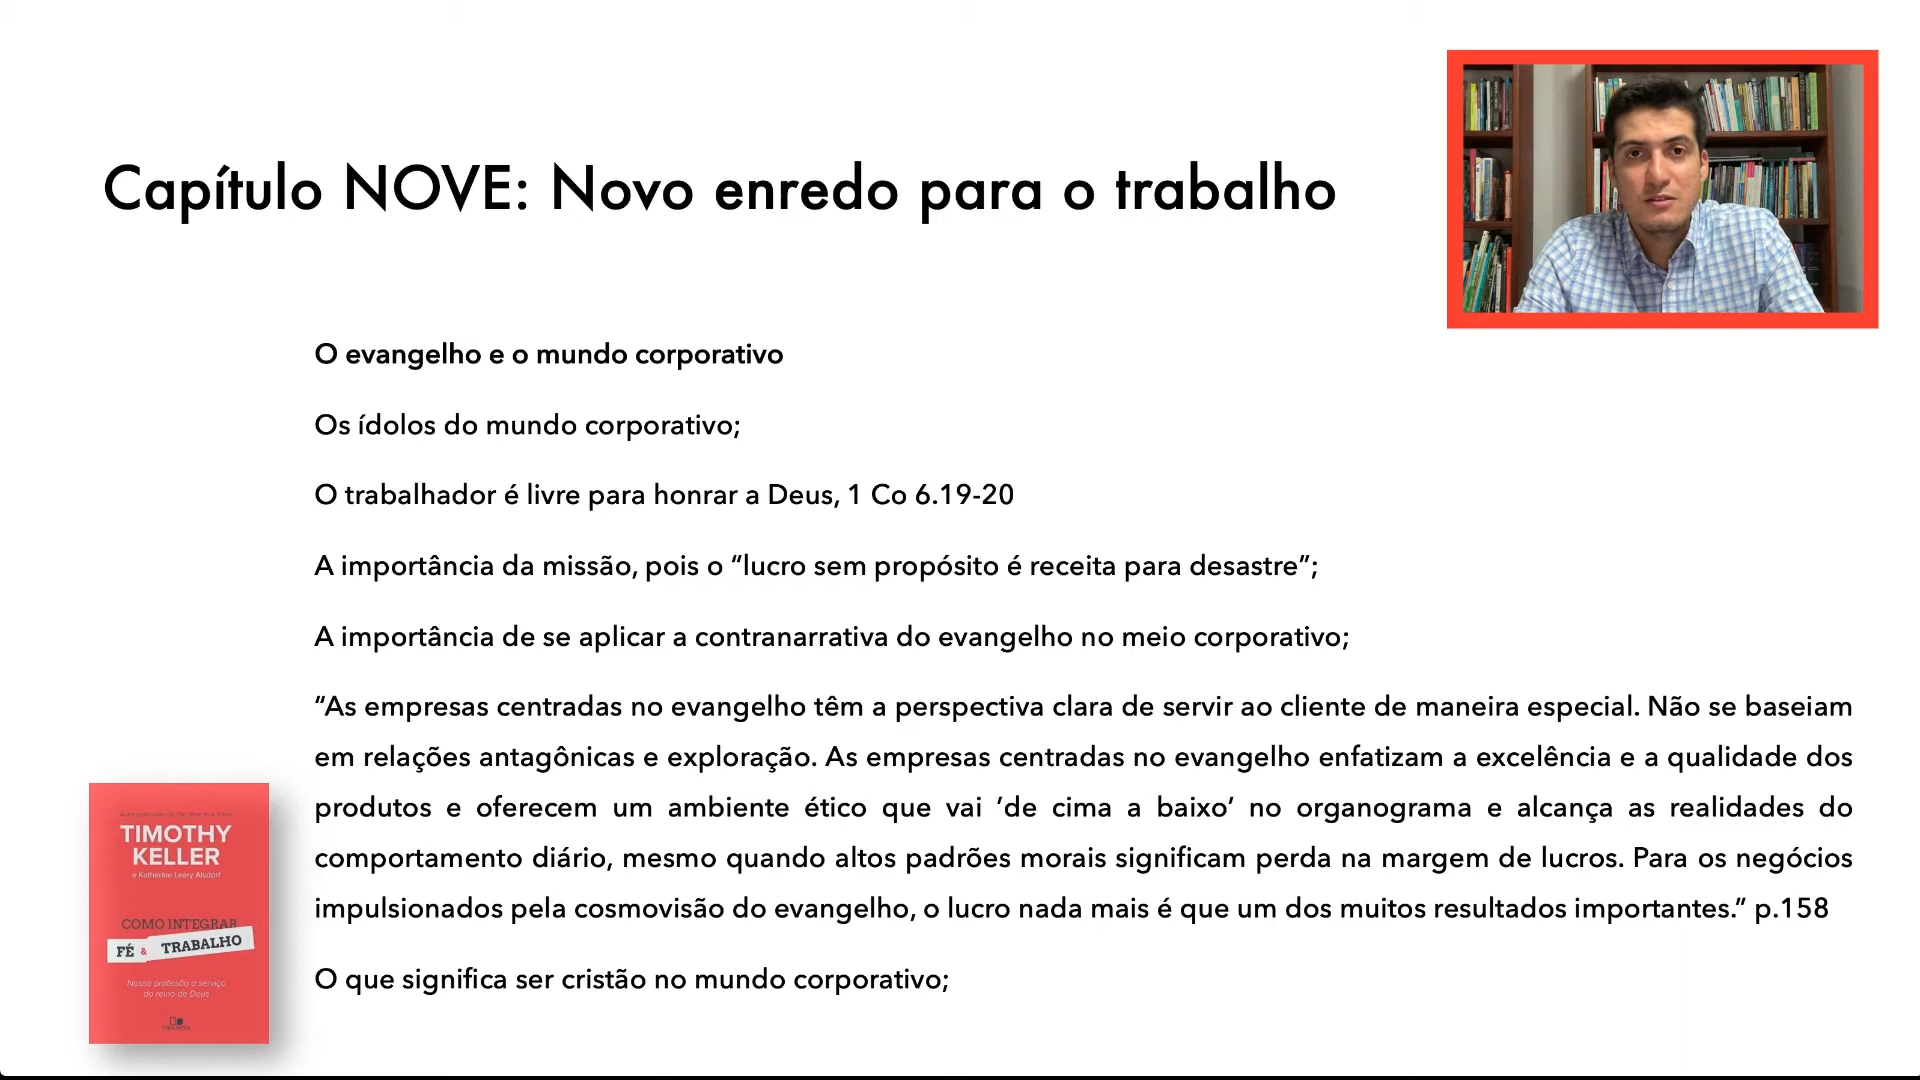 Capítulo NOVE: Novo enredo para o trabalho
O evangelho e o mundo corporativo
Os ídolos do mundo corporativo;
O trabalhador é livre para honrar a Deus, 1 Co 6.19-20
A importância da missão, pois o “lucro sem propósito é receita para desastre”;
A importância de se aplicar a contranarrativa do evangelho no meio corporativo;
“As empresas centradas no evangelho têm a perspectiva clara de servir ao cliente de maneira especial. Não se baseiam
em relações antagônicas e exploração. As empresas centradas no evangelho enfatizam a excelência e a qualidade dos
produtos e oferecem um ambiente ético que vai ’de cima a baixo’ no organograma e alcança as realidades do
comportamento diário, mesmo quando altos padrões morais significam perda na margem de lucros. Para os negócios
impulsionados pela cosmovisão do evangelho, o lucro nada mais é que um dos muitos resultados importantes.” p.158
O que significa ser cristão no mundo corporativo;
TIMOTHY
KELLER
e Katherine Leary Alsdorf
COMO INTEGRAR
FÉ & TRABALHO
Nossa profissão a serviço
do reino de Deus